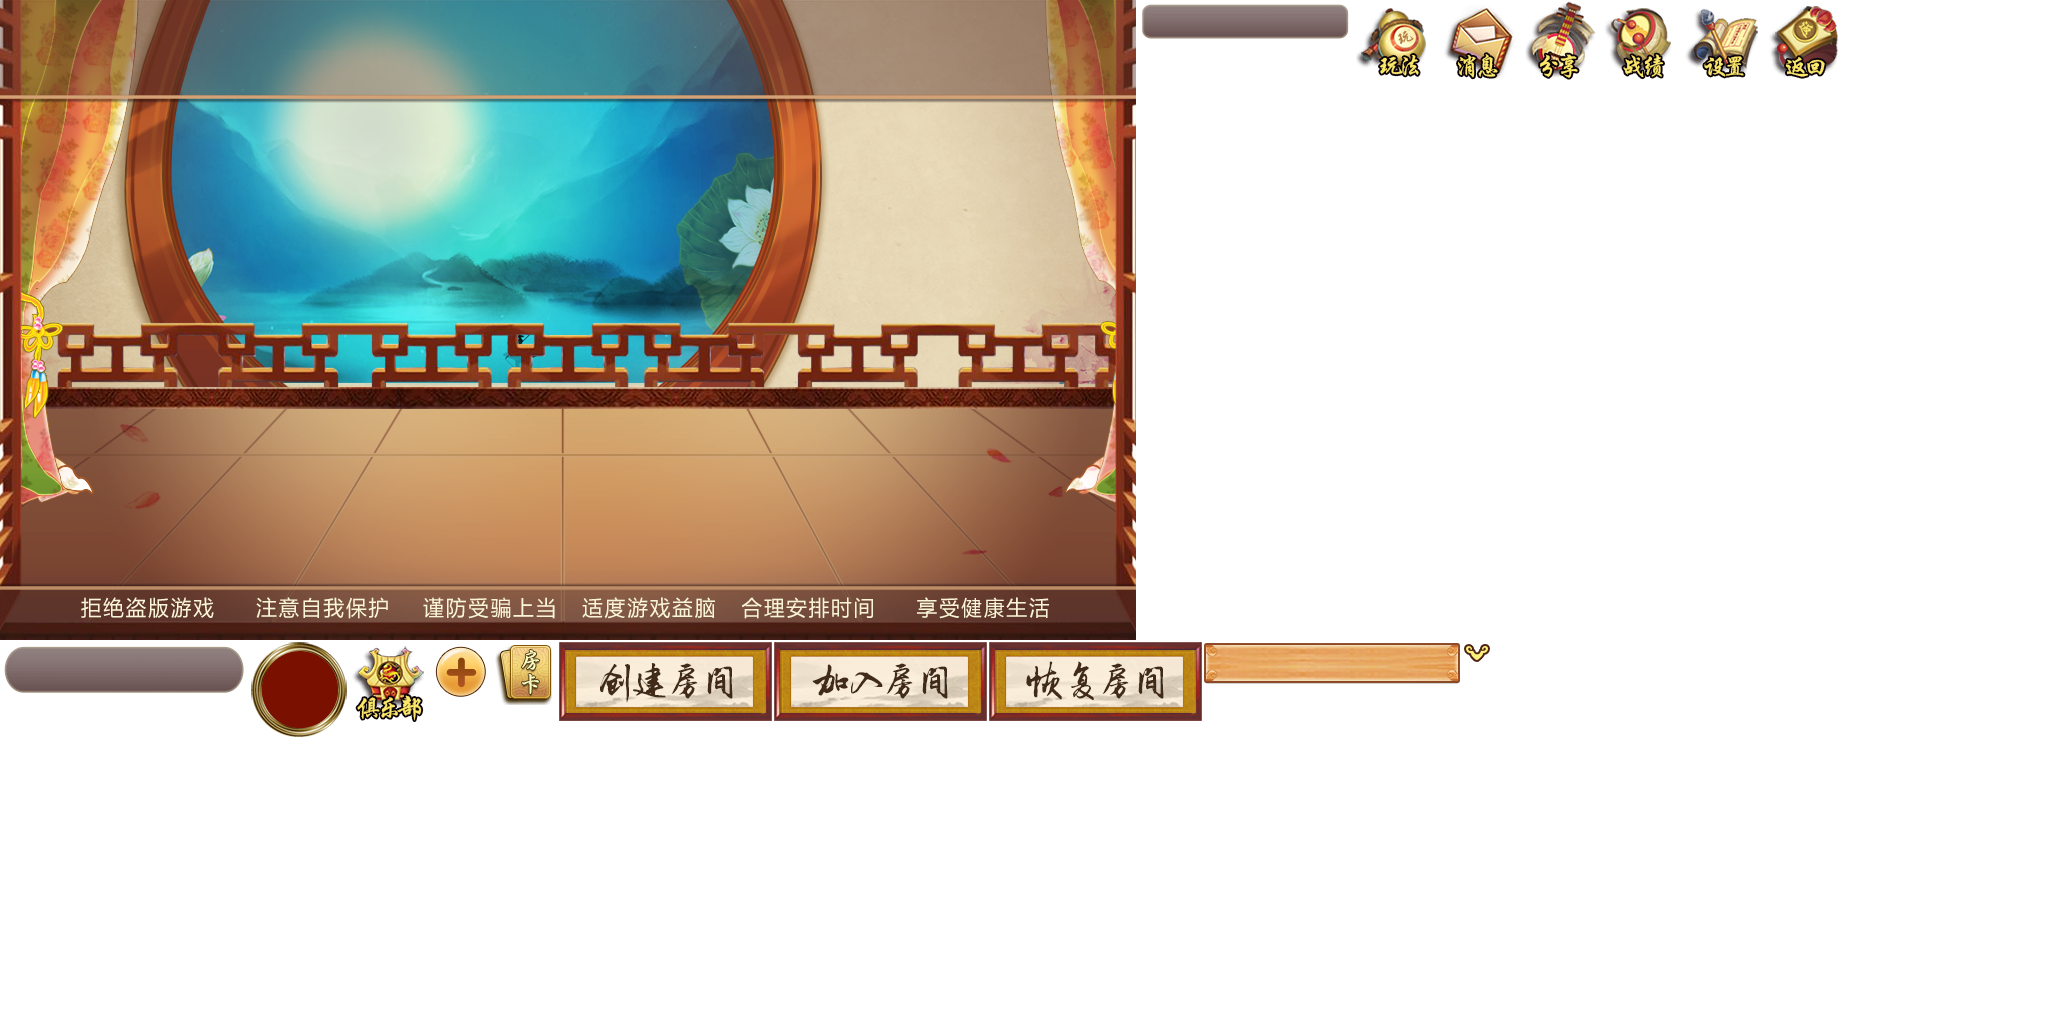 玩
玩法
消息
分享
战绩
设置
返回
拒绝盗版游戏 注意自我保护 谨防受骗上当 适度游戏益脑 合理安排时间 享受健康生活
俱乐部
房卡
创建房间
加入房间
恢复房间